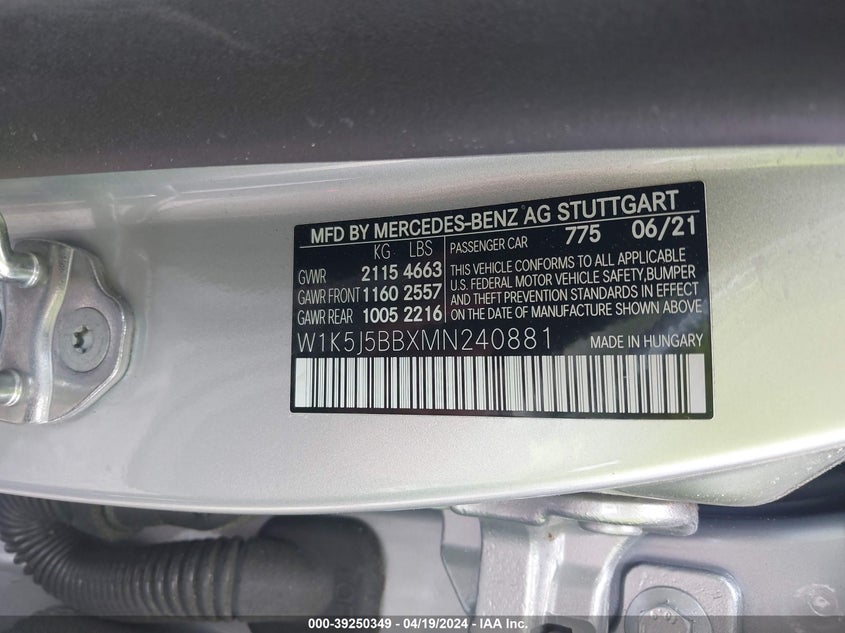 MFD BY MERCEDES-BENZ AG STUTTGART
KG LBS PASSENGER CAR 775 06/21
GVWR 2115 4663
GAWR FRONT 1160 2557
GAWR REAR 1005 2216
THIS VEHICLE CONFORMS TO ALL APPLICABLE
U.S. FEDERAL MOTOR VEHICLE SAFETY,BUMPER
AND THEFT PREVENTION STANDARDS IN EFFECT
ON THE DATE OF MANUFACTURE SHOWN ABOVE
W1K5J5BBXMN240881 MADE IN HUNGARY
000-39250349 - 04/19/2024 - IAA Inc.